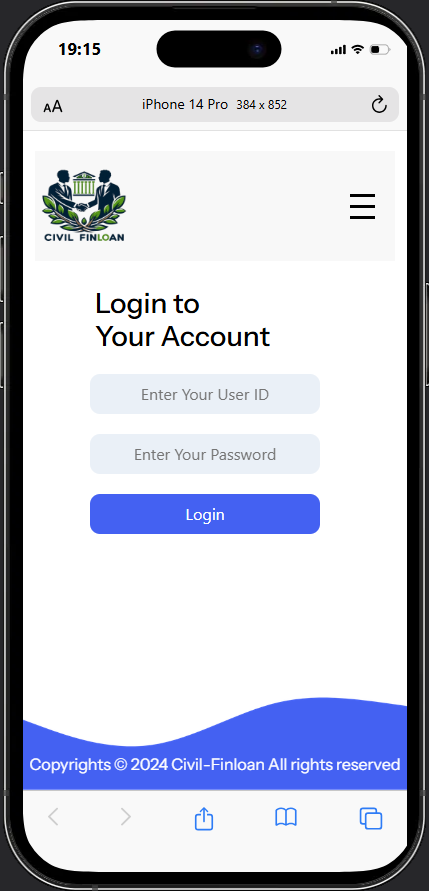 19:15
AA
iPhone 14 Pro 384 x 852
CIVIL FINLOAN
Login to
Your Account
Enter Your User ID
Enter Your Password
Login
Copyrights © 2024 Civil-Finloan All rights reserved